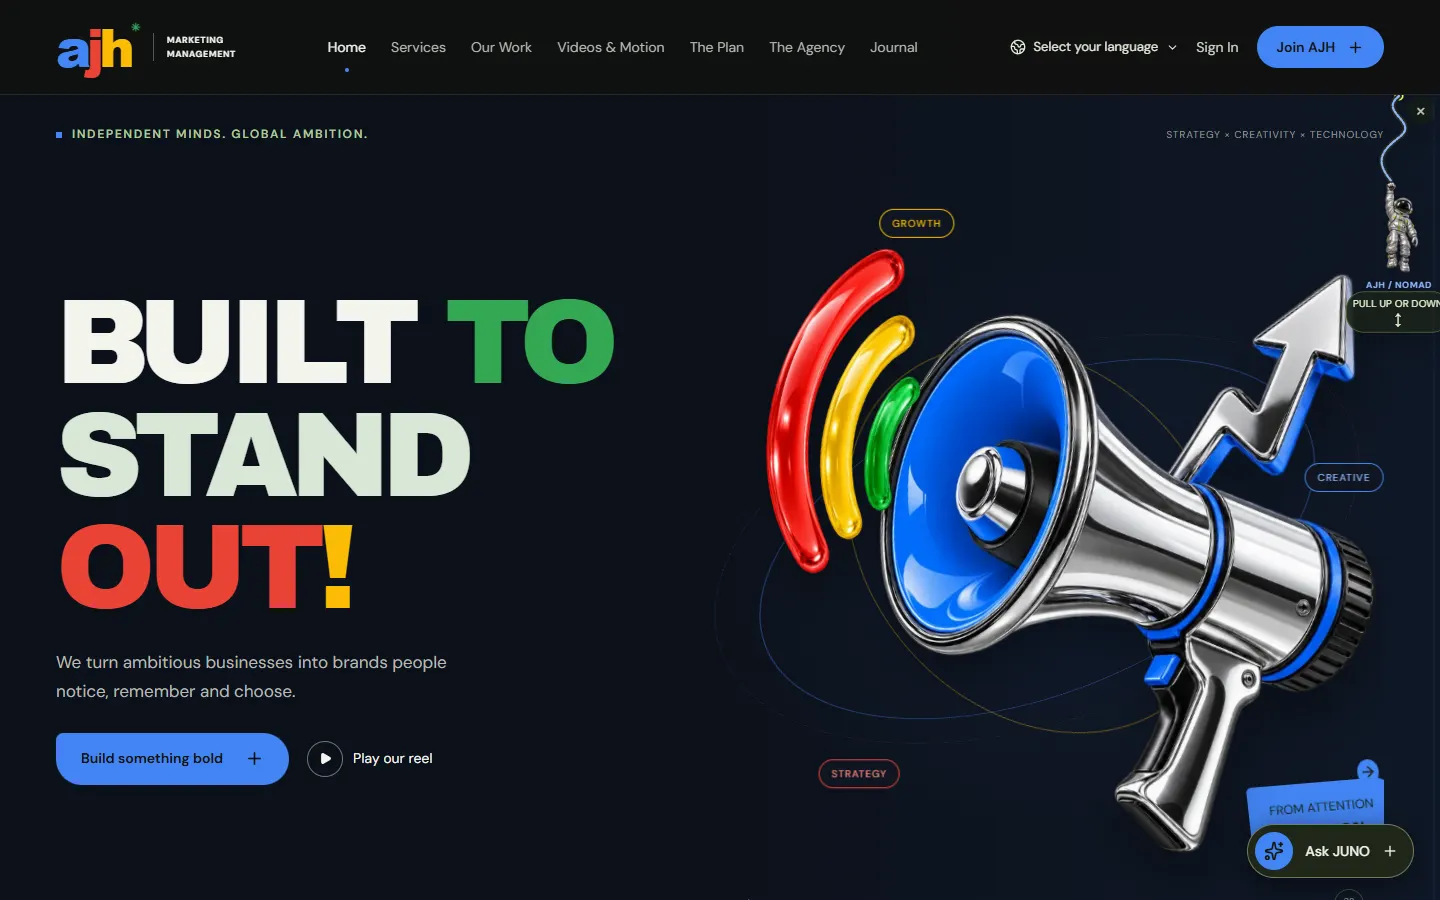 ajh
MARKETING
MANAGEMENT
Home
Services
Our Work
Videos & Motion
The Plan
The Agency
Journal
Select your language
Sign In
Join AJH
INDEPENDENT MINDS. GLOBAL AMBITION.
STRATEGY × CREATIVITY × TECHNOLOGY
GROWTH
AJH / NOMAD
PULL UP OR DOWN
BUILT TO
STAND
OUT!
CREATIVE
We turn ambitious businesses into brands people
notice, remember and choose.
Build something bold
Play our reel
STRATEGY
FROM ATTENTION
Ask JUNO